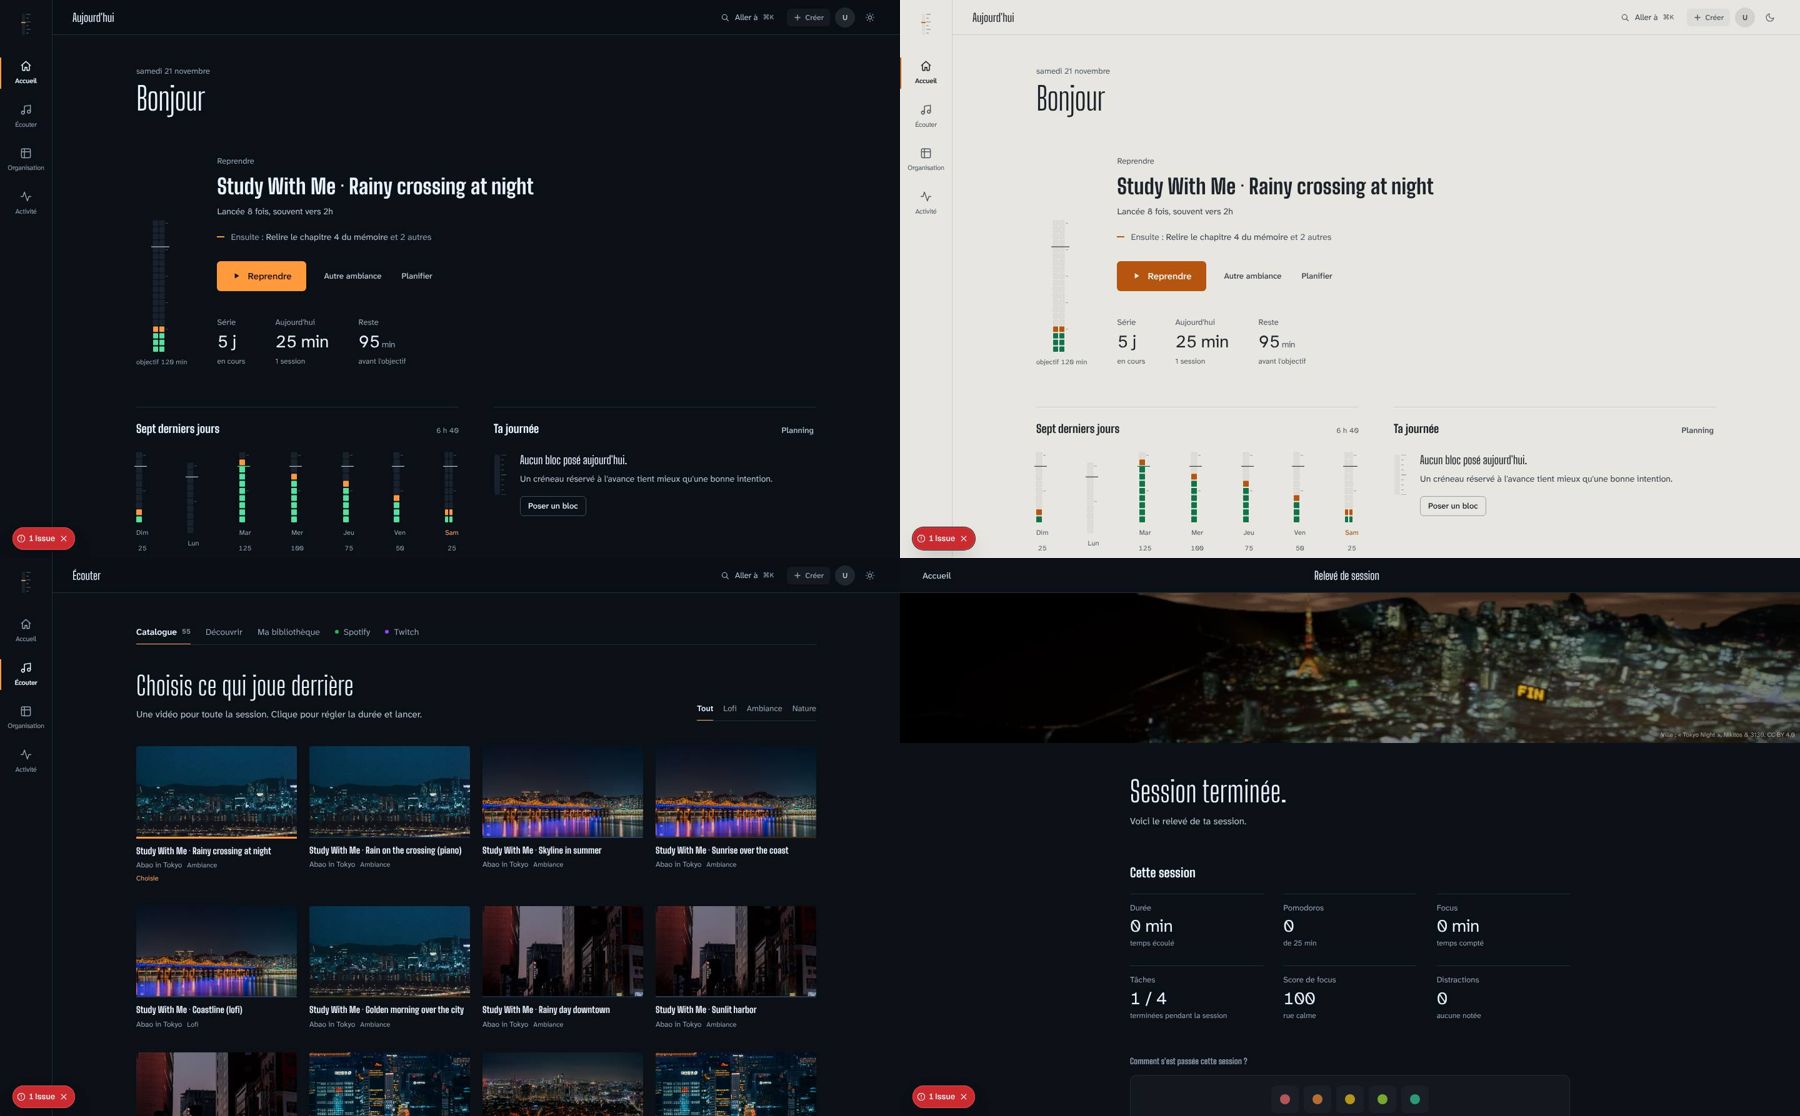 Aujourd'hui
Aller à ⌘K
+ Créer
U
Accueil
Écouter
Organisation
Activité
samedi 21 novembre
Bonjour
Reprendre
Study With Me · Rainy crossing at night
Lancée 8 fois, souvent vers 2h
Ensuite : Relire le chapitre 4 du mémoire et 2 autres
Reprendre
Autre ambiance
Planifier
Série
Aujourd'hui
Reste
5 j
25 min
95 min
en cours
1 session
avant l'objectif
objectif 120 min
Sept derniers jours
6 h 40
Dim
Lun
Mar
Mer
Jeu
Ven
Sam
25
125
100
75
50
25
Ta journée
Planning
Aucun bloc posé aujourd'hui.
Un créneau réservé à l'avance tient mieux qu'une bonne intention.
Poser un bloc
1 Issue
Aujourd'hui
Aller à ⌘K
+ Créer
U
Accueil
Écouter
Organisation
Activité
samedi 21 novembre
Bonjour
Reprendre
Study With Me · Rainy crossing at night
Lancée 8 fois, souvent vers 2h
Ensuite : Relire le chapitre 4 du mémoire et 2 autres
Reprendre
Autre ambiance
Planifier
Série
Aujourd'hui
Reste
5 j
25 min
95 min
en cours
1 session
avant l'objectif
objectif 120 min
Sept derniers jours
6 h 40
Dim
Lun
Mar
Mer
Jeu
Ven
Sam
25
125
100
75
50
25
Ta journée
Planning
Aucun bloc posé aujourd'hui.
Un créneau réservé à l'avance tient mieux qu'une bonne intention.
Poser un bloc
1 Issue
Écouter
Aller à ⌘K
+ Créer
U
Accueil
Écouter
Organisation
Activité
Catalogue 55
Découvrir
Ma bibliothèque
Spotify
Twitch
Choisis ce qui joue derrière
Une vidéo pour toute la session. Clique pour régler la durée et lancer.
Tout
Lofi
Ambiance
Nature
Study With Me · Rainy crossing at night
Abao in Tokyo Ambiance
Choisie
Study With Me · Rain on the crossing (piano)
Abao in Tokyo Ambiance
Study With Me · Skyline in summer
Abao in Tokyo Ambiance
Study With Me · Sunrise over the coast
Abao in Tokyo Ambiance
Study With Me · Coastline (lofi)
Abao in Tokyo Lofi
Study With Me · Golden morning over the city
Abao in Tokyo Ambiance
Study With Me · Rainy day downtown
Abao in Tokyo Ambiance
Study With Me · Sunlit harbor
Abao in Tokyo Ambiance
1 Issue
Accueil
Relevé de session
FIN
Ville : « Tokyo Night », Nikitos & 3130, CC BY 4.0
Session terminée.
Voici le relevé de ta session.
Cette session
Durée
Pomodoros
Focus
0 min
0
0 min
temps écoulé
de 25 min
temps compté
Tâches
Score de focus
Distractions
1 / 4
100
0
terminées pendant la session
rue calme
aucune notée
Comment s'est passée cette session ?
1 Issue